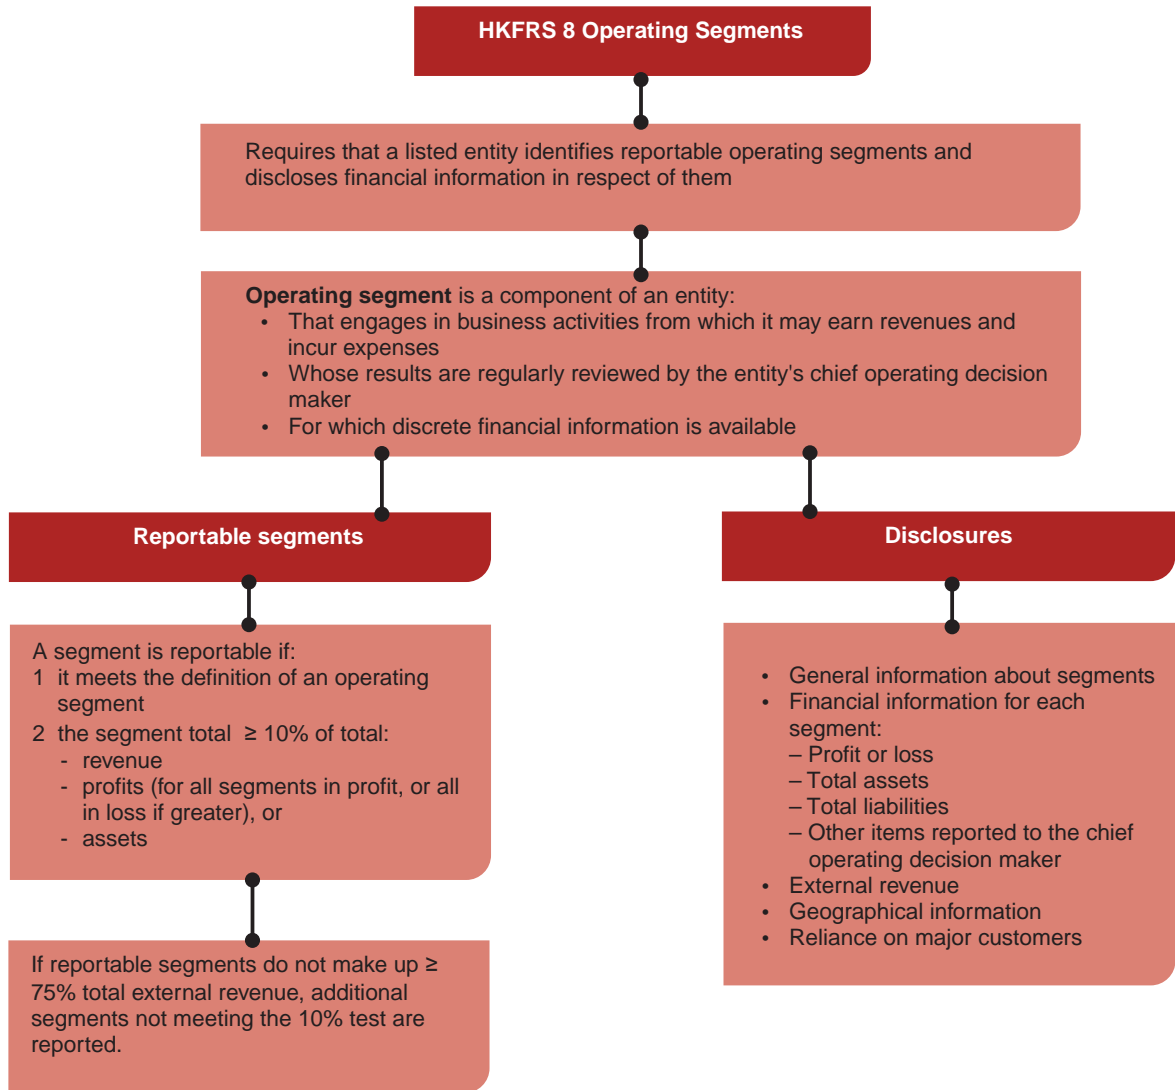 HKFRS 8 Operating Segments
Requires that a listed entity identifies reportable operating segments and
discloses financial information in respect of them
Operating segment is a component of an entity:
• That engages in business activities from which it may earn revenues and
incur expenses
• Whose results are regularly reviewed by the entity's chief operating decision
maker
• For which discrete financial information is available
Reportable segments
A segment is reportable if:
1 it meets the definition of an operating
segment
2 the segment total ≥ 10% of total:
- revenue
- profits (for all segments in profit, or all
in loss if greater), or
- assets
If reportable segments do not make up ≥
75% total external revenue, additional
segments not meeting the 10% test are
reported.
Disclosures
• General information about segments
• Financial information for each
segment:
– Profit or loss
– Total assets
– Total liabilities
– Other items reported to the chief
operating decision maker
• External revenue
• Geographical information
• Reliance on major customers